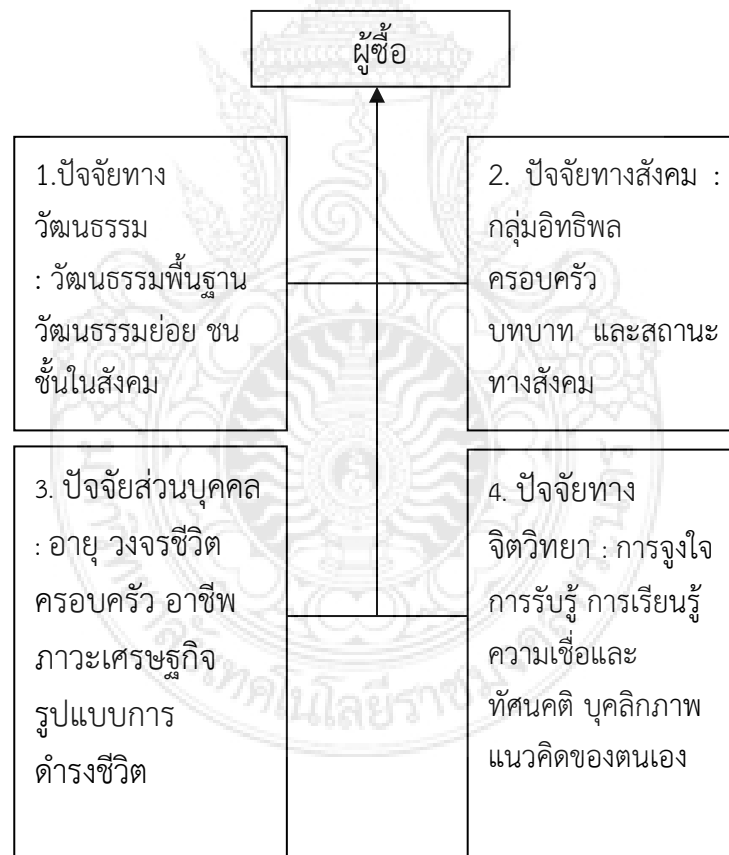 ผู้ซื้อ
1.ปัจจัยทาง
วัฒนธรรม
: วัฒนธรรมพื้นฐาน
วัฒนธรรมย่อย ชน
ชั้นในสังคม
2. ปัจจัยทางสังคม :
กลุ่มอิทธิพล
ครอบครัว
บทบาท และสถานะ
ทางสังคม
3. ปัจจัยส่วนบุคคล
: อายุ วงจรชีวิต
ครอบครัว อาชีพ
ภาวะเศรษฐกิจ
รูปแบบการ
ดำรงชีวิต
4. ปัจจัยทาง
จิตวิทยา : การจูงใจ
การรับรู้ การเรียนรู้
ความเชื่อและ
ทัศนคติ บุคลิกภาพ
แนวคิดของตนเอง